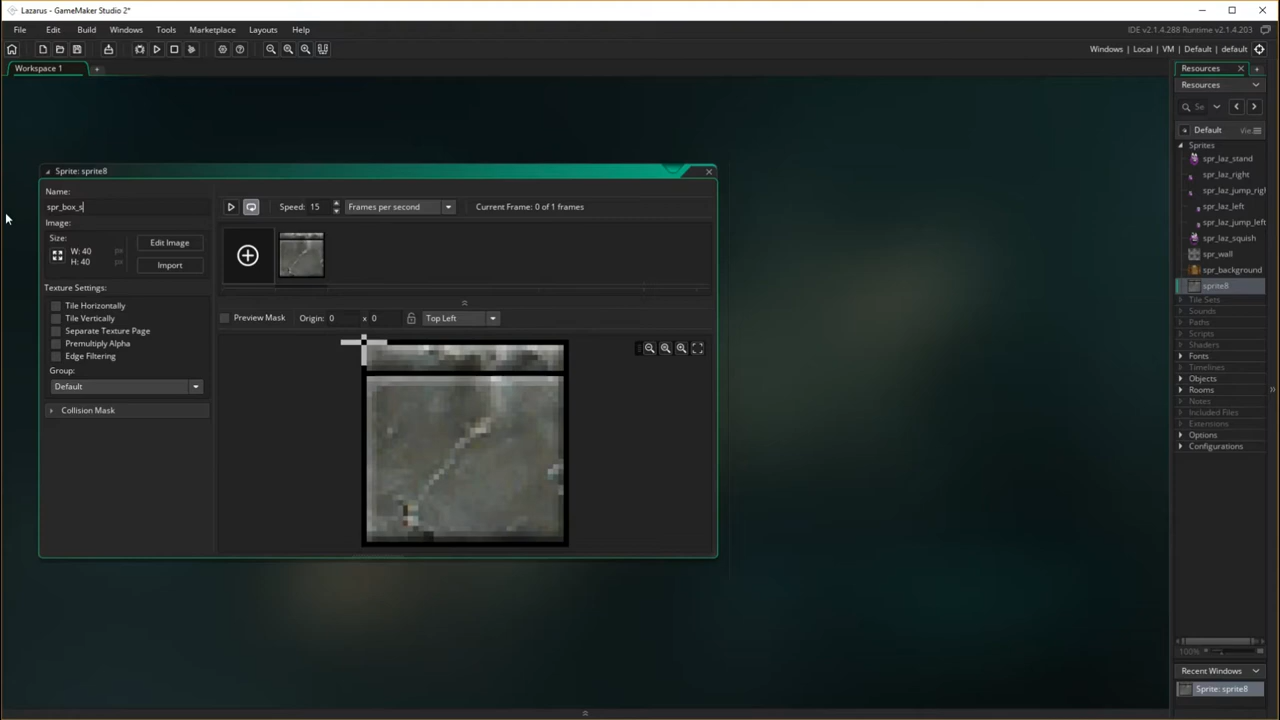 Lazarus - GameMaker Studio 2*
File Edit Build Windows Tools Marketplace Layouts Help
IDE v2.1.4.288 Runtime v2.1.4.203
Windows | Local | VM | Default | default
Workspace 1
Resources
Resources
Se
Default
Vie
Sprites
spr_laz_stand
spr_laz_right
spr_laz_jump_righ
spr_laz_left
spr_laz_jump_left
spr_laz_squish
spr_wall
spr_background
sprite8
Tile Sets
Sounds
Paths
Scripts
Shaders
Fonts
Timelines
Objects
Rooms
Notes
Included Files
Extensions
Options
Configurations
100%
Recent Windows
Sprite: sprite8
Sprite: sprite8
Name:
spr_box_s
Image:
Size:
W: 40 px
H: 40 px
Edit Image
Import
Texture Settings:
Tile Horizontally
Tile Vertically
Separate Texture Page
Premultiply Alpha
Edge Filtering
Group:
Default
Collision Mask
Speed: 15 Frames per second Current Frame: 0 of 1 frames
Preview Mask Origin: 0 x 0 Top Left